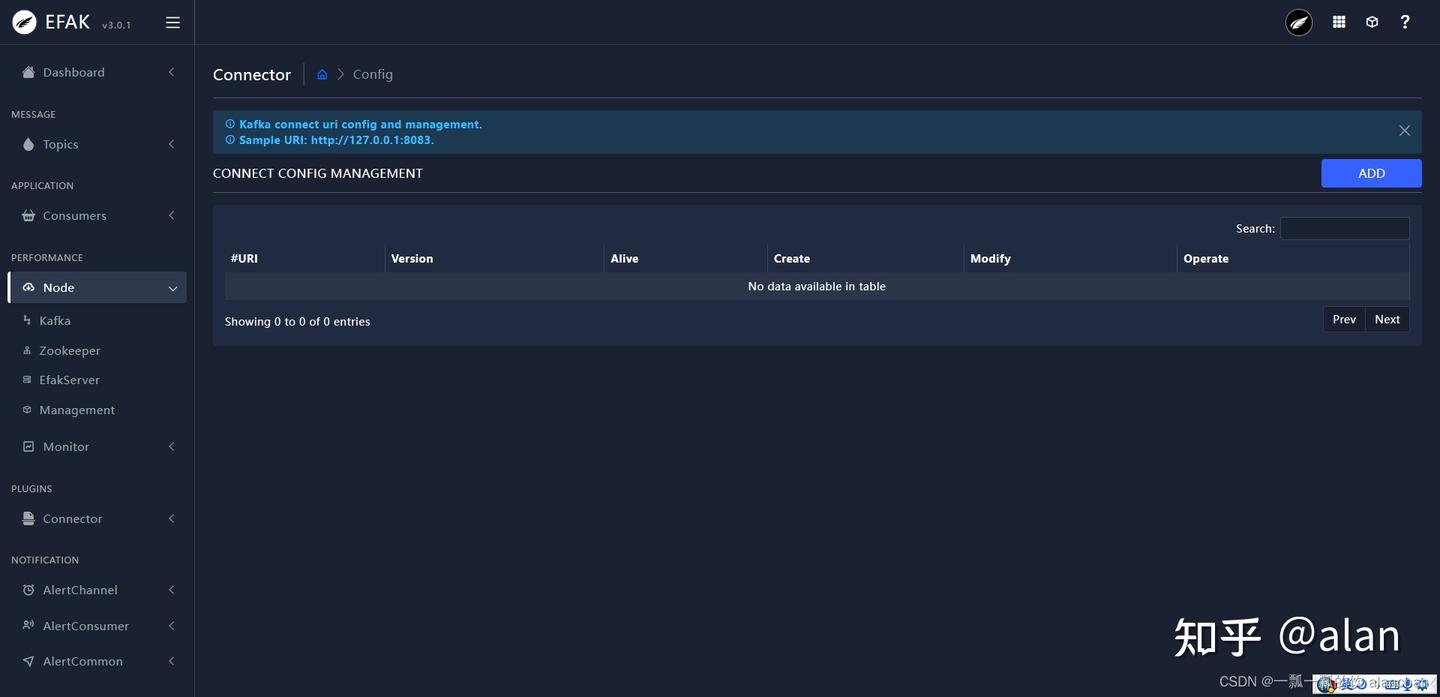 EFAK v3.0.1
Dashboard
MESSAGE
Topics
APPLICATION
Consumers
PERFORMANCE
Node
Kafka
Zookeeper
EfakServer
Management
Monitor
PLUGINS
Connector
NOTIFICATION
AlertChannel
AlertConsumer
AlertCommon
?
Connector
Config
Kafka connect uri config and management.
Sample URI: http://127.0.0.1:8083.
CONNECT CONFIG MANAGEMENT
ADD
Search:
#URI Version Alive Create Modify Operate
No data available in table
Showing 0 to 0 of 0 entries
Prev Next
知乎 @alan
CSDN @一瓢一